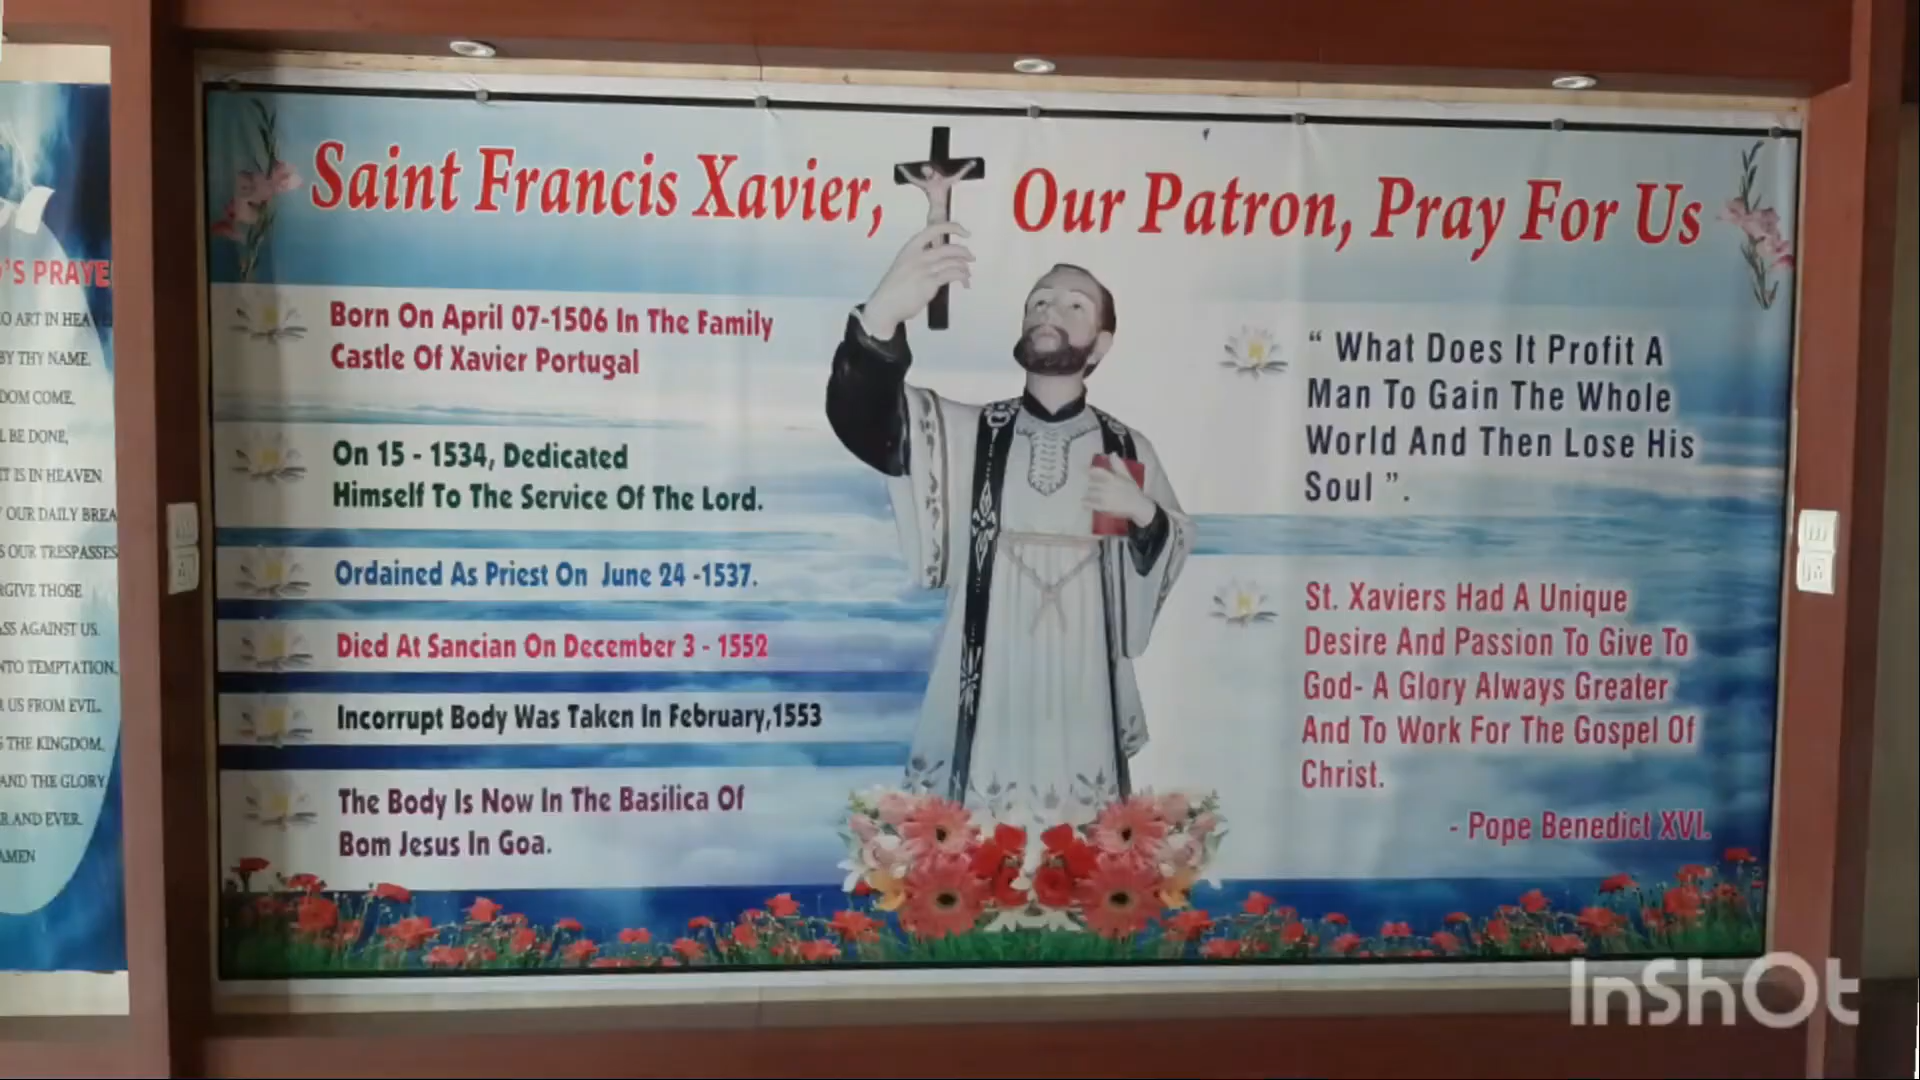 Saint Francis Xavier, Our Patron, Pray For Us
Born On April 07-1506 In The Family
Castle Of Xavier Portugal
On 15 - 1534, Dedicated
Himself To The Service Of The Lord.
Ordained As Priest On June 24 -1537.
Died At Sancian On December 3 - 1552
Incorrupt Body Was Taken In February,1553
The Body Is Now In The Basilica Of
Bom Jesus In Goa.
“ What Does It Profit A
Man To Gain The Whole
World And Then Lose His
Soul ”.
St. Xaviers Had A Unique
Desire And Passion To Give To
God- A Glory Always Greater
And To Work For The Gospel Of
Christ.
- Pope Benedict XVI.
'S PRAYE
ART IN HEAV
BY THY NAME.
DOM COME,
BE DONE,
IT IS IN HEAVEN
OUR DAILY BREA
OUR TRESPASSES
RGIVE THOSE
ASS AGAINST US.
NTO TEMPTATION,
US FROM EVIL.
THE KINGDOM,
AND THE GLORY
AND EVER.
AMEN
InShOt